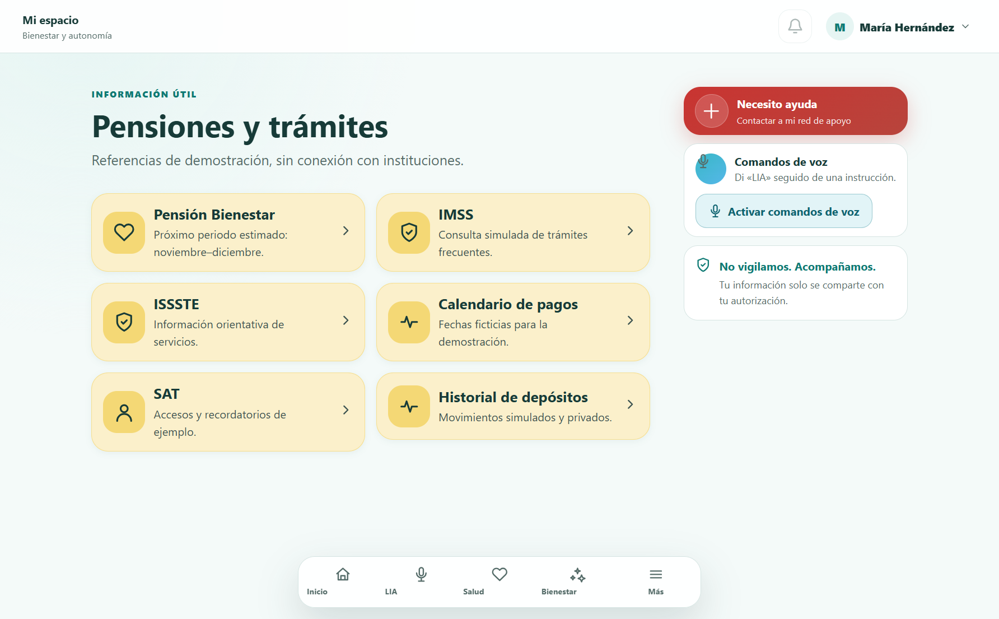 Mi espacio
Bienestar y autonomía
M
María Hernández
INFORMACIÓN ÚTIL
Pensiones y trámites
Referencias de demostración, sin conexión con instituciones.
Pensión Bienestar
Próximo periodo estimado:
noviembre–diciembre.
IMSS
Consulta simulada de trámites
frecuentes.
ISSSTE
Información orientativa de
servicios.
Calendario de pagos
Fechas ficticias para la
demostración.
SAT
Accesos y recordatorios de
ejemplo.
Historial de depósitos
Movimientos simulados y privados.
Necesito ayuda
Contactar a mi red de apoyo
Comandos de voz
Di «LIA» seguido de una instrucción.
Activar comandos de voz
No vigilamos. Acompañamos.
Tu información solo se comparte con
tu autorización.
Inicio
LIA
Salud
Bienestar
Más